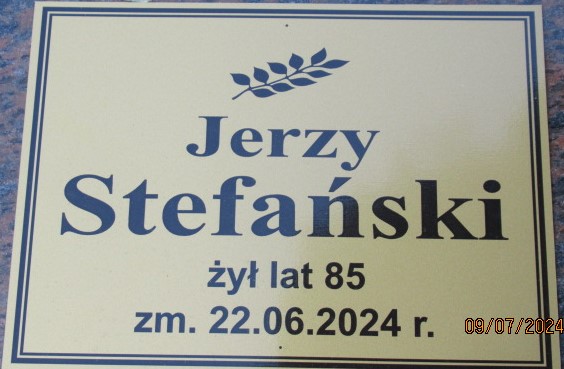 Jerzy
Stefański
żył lat 85
zm. 22.06.2024 r.
09/07/2024